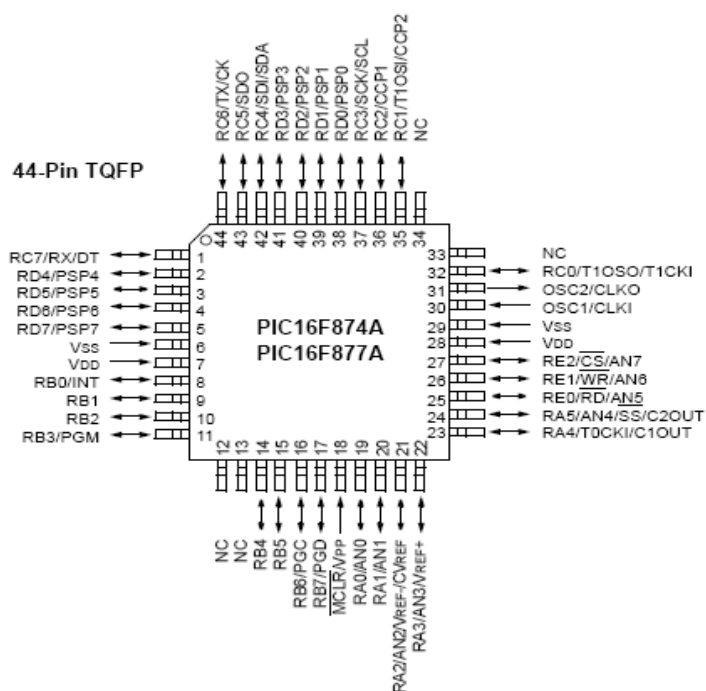 RC6/TX/CK
RC5/SDO
RC4/SDI/SDA
RD3/PSP3
RD2/PSP2
RD1/PSP1
RD0/PSP0
RC3/SCK/SCL
RC2/CCP1
RC1/T1OSI/CCP2
NC
44-Pin TQFP
44
43
42
41
40
39
38
37
36
35
34
RC7/RX/DT 1
RD4/PSP4 2
RD5/PSP5 3
RD6/PSP6 4
RD7/PSP7 5
VSS 6
VDD 7
RB0/INT 8
RB1 9
RB2 10
RB3/PGM 11
PIC16F874A
PIC16F877A
33 NC
32 RC0/T1OSO/T1CKI
31 OSC2/CLKO
30 OSC1/CLKI
29 VSS
28 VDD
27 RE2/CS/AN7
26 RE1/WR/AN6
25 RE0/RD/AN5
24 RA5/AN4/SS/C2OUT
23 RA4/T0CKI/C1OUT
12
13
14
15
16
17
18
19
20
21
22
NC
NC
RB4
RB5
RB6/PGC
RB7/PGD
MCLR/VPP
RA0/AN0
RA1/AN1
RA2/AN2/VREF-/CVREF
RA3/AN3/VREF+